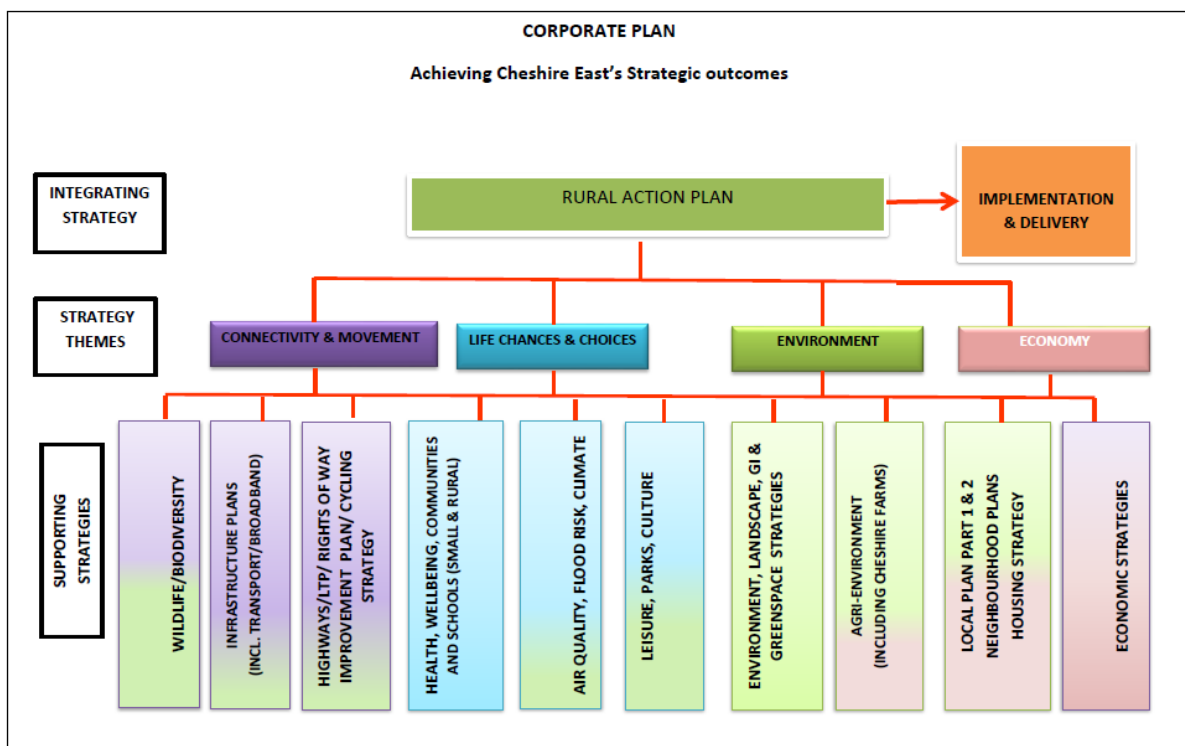 CORPORATE PLAN
Achieving Cheshire East's Strategic outcomes
INTEGRATING
STRATEGY
RURAL ACTION PLAN
IMPLEMENTATION
& DELIVERY
STRATEGY
THEMES
CONNECTIVITY & MOVEMENT
LIFE CHANCES & CHOICES
ENVIRONMENT
ECONOMY
SUPPORTING
STRATEGIES
WILDLIFE/BIODIVERSITY
INFRASTRUCTURE PLANS
(INCL. TRANSPORT/BROADBAND)
HIGHWAYS/LTP/ RIGHTS OF WAY
IMPROVEMENT PLAN/ CYCLING
STRATEGY
HEALTH, WELLBEING, COMMUNITIES
AND SCHOOLS (SMALL & RURAL)
AIR QUALITY, FLOOD RISK, CLIMATE
LEISURE, PARKS, CULTURE
ENVIRONMENT, LANDSCAPE, GI &
GREENSPACE STRATEGIES
AGRI-ENVIRONMENT
(INCLUDING CHESHIRE FARMS)
LOCAL PLAN PART 1 & 2
NEIGHBOURHOOD PLANS
HOUSING STRATEGY
ECONOMIC STRATEGIES